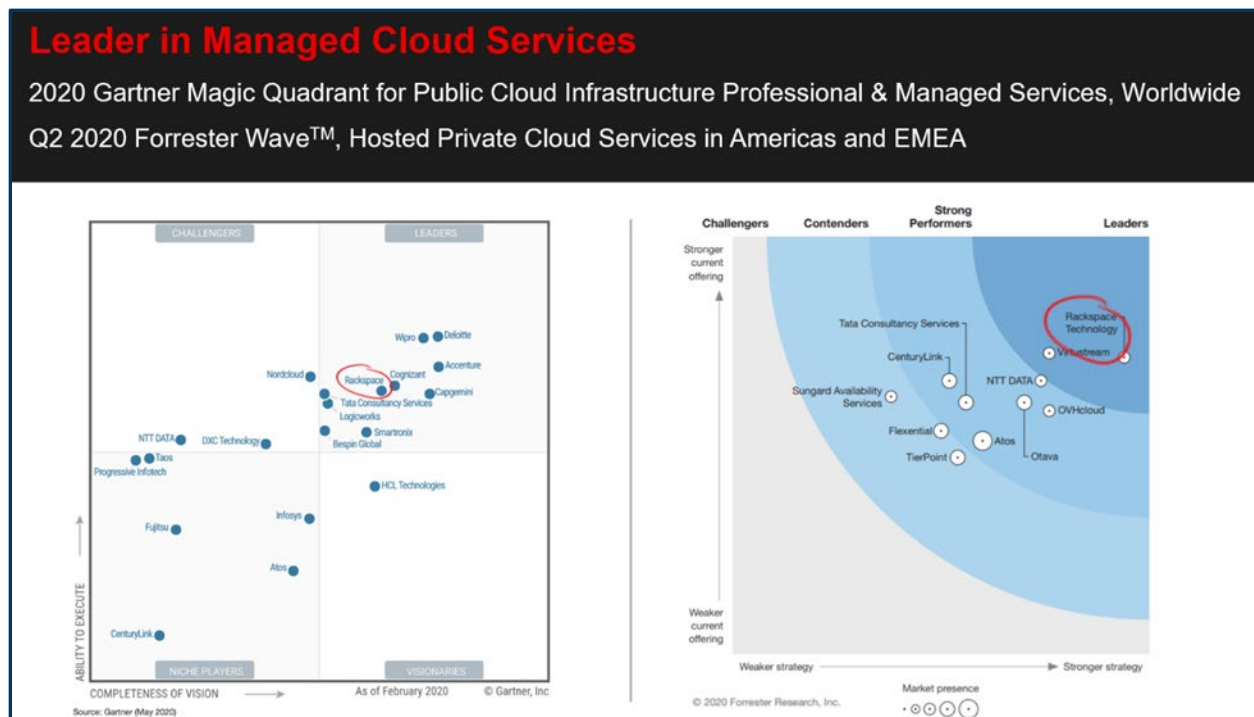 Leader in Managed Cloud Services
2020 Gartner Magic Quadrant for Public Cloud Infrastructure Professional & Managed Services, Worldwide
Q2 2020 Forrester Wave™, Hosted Private Cloud Services in Americas and EMEA
CHALLENGERS
LEADERS
Wipro
Deloitte
Accenture
Nordcloud
Rackspace
Cognizant
Capgemini
Tata Consultancy Services
Logicworks
NTT DATA
DXC Technology
Smartronix
Bespin Global
Taos
Progressive Infotech
HCL Technologies
Infosys
Fujitsu
Atos
CenturyLink
NICHE PLAYERS
VISIONARIES
ABILITY TO EXECUTE
COMPLETENESS OF VISION
As of February 2020
© Gartner, Inc
Source: Gartner (May 2020)
Challengers
Contenders
Strong
Performers
Leaders
Stronger
current
offering
Rackspace
Technology
Tata Consultancy Services
Virtustream
CenturyLink
NTT DATA
Sungard Availability
Services
OVHcloud
Flexential
Atos
TierPoint
Otava
Weaker
current
offering
Weaker strategy
Stronger strategy
Market presence
© 2020 Forrester Research, Inc.